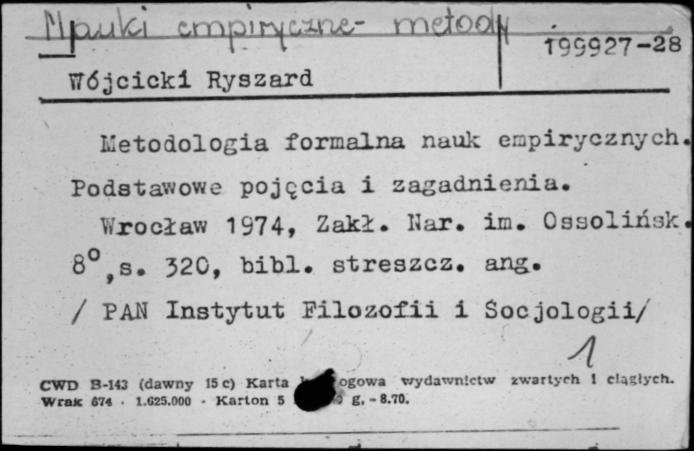 Nauki empiryczne - metody
199927-28
Wójcicki Ryszard
Metodologia formalna nauk empirycznych.
Podstawowe pojęcia i zagadnienia.
Wrocław 1974, Zakł. Nar. im. Ossolińsk.
8°,s. 320, bibl. streszcz. ang.
/ PAN Instytut Filozofii i Socjologii/
1
CWD B-143 (dawny 15 c) Karta ogowa wydawnictw zwartych i ciągłych.
Wrak 674 · 1.625.000 · Karton 5 g. - 8.70.